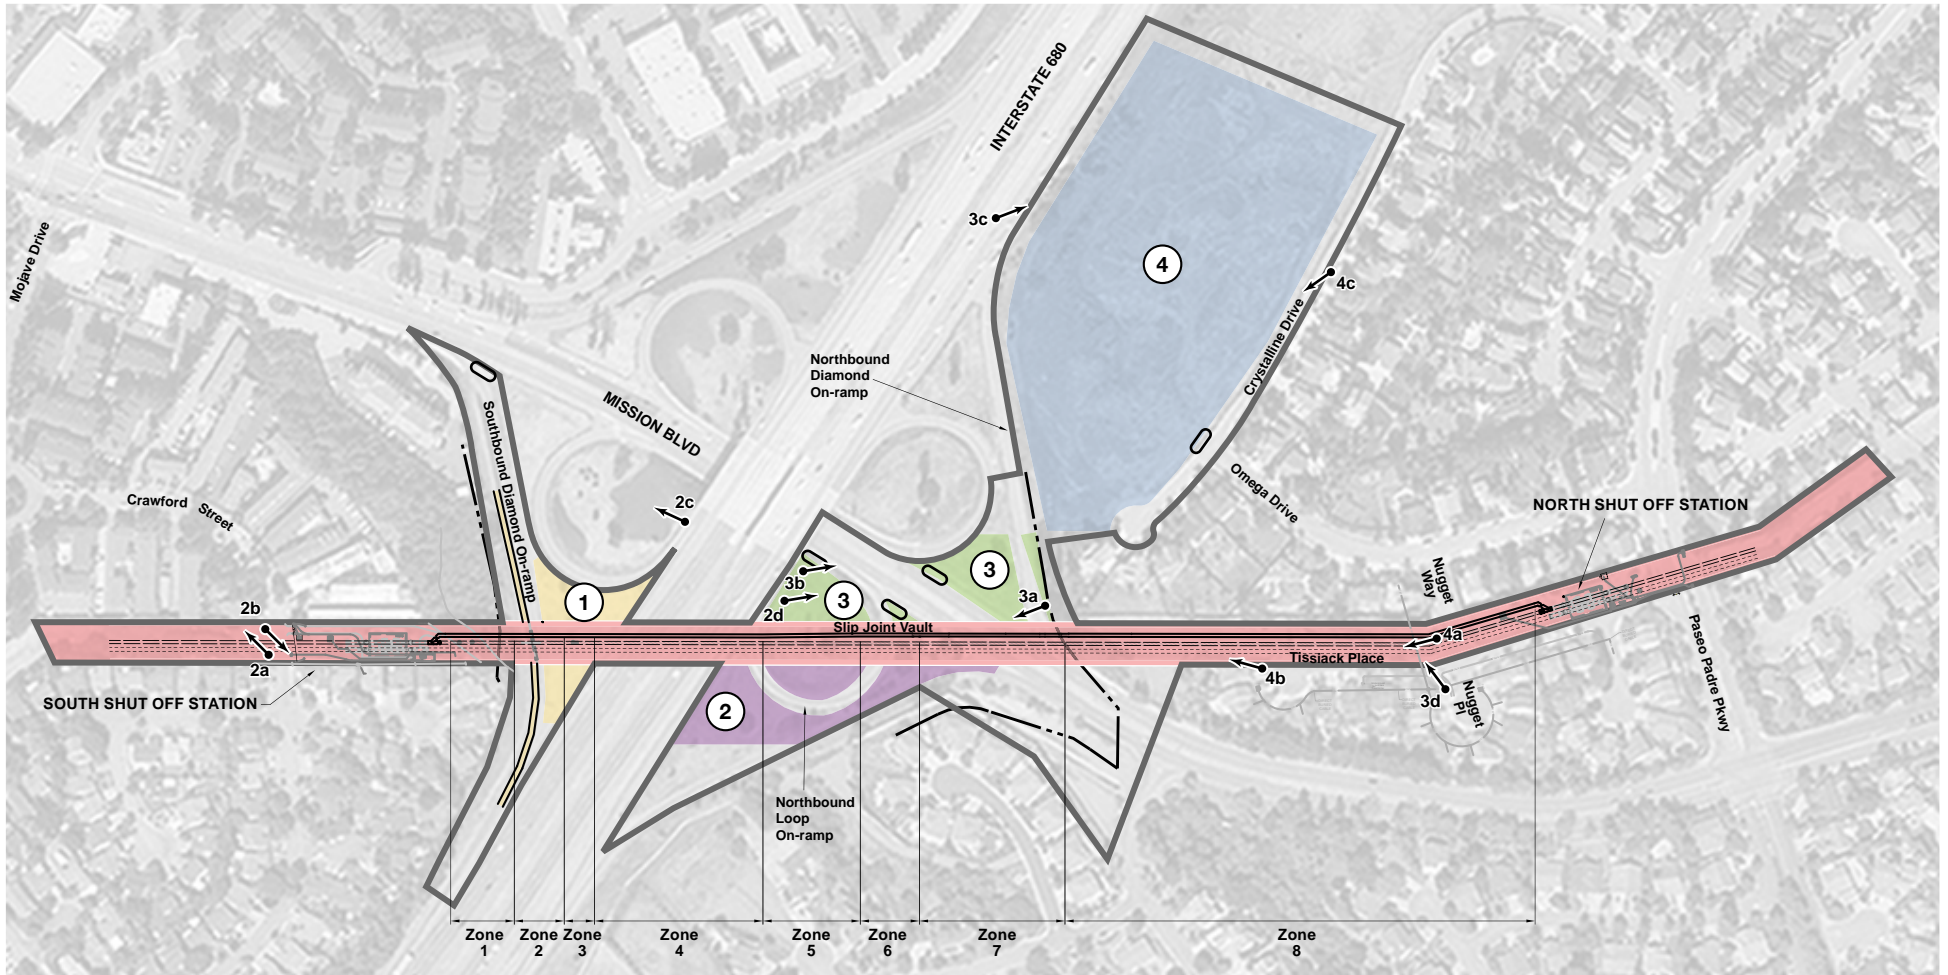 INTERSTATE 680
3c
4
Mojave Drive
4c
Crystalline Drive
Northbound
Diamond
On-ramp
MISSION BLVD
Southbound Diamond On-ramp
Omega Drive
2c
Crawford Street
NORTH SHUT OFF STATION
Nugget
Way
3
3b
3a
1
3
2b
2d
Slip Joint Vault
4a
2a
Tissiack Place
4b
Paseo Padre Pkwy
3d
Nugget
Pl
SOUTH SHUT OFF STATION
2
Northbound
Loop
On-ramp
Zone
1
Zone
2
Zone
3
Zone
4
Zone
5
Zone
6
Zone
7
Zone
8